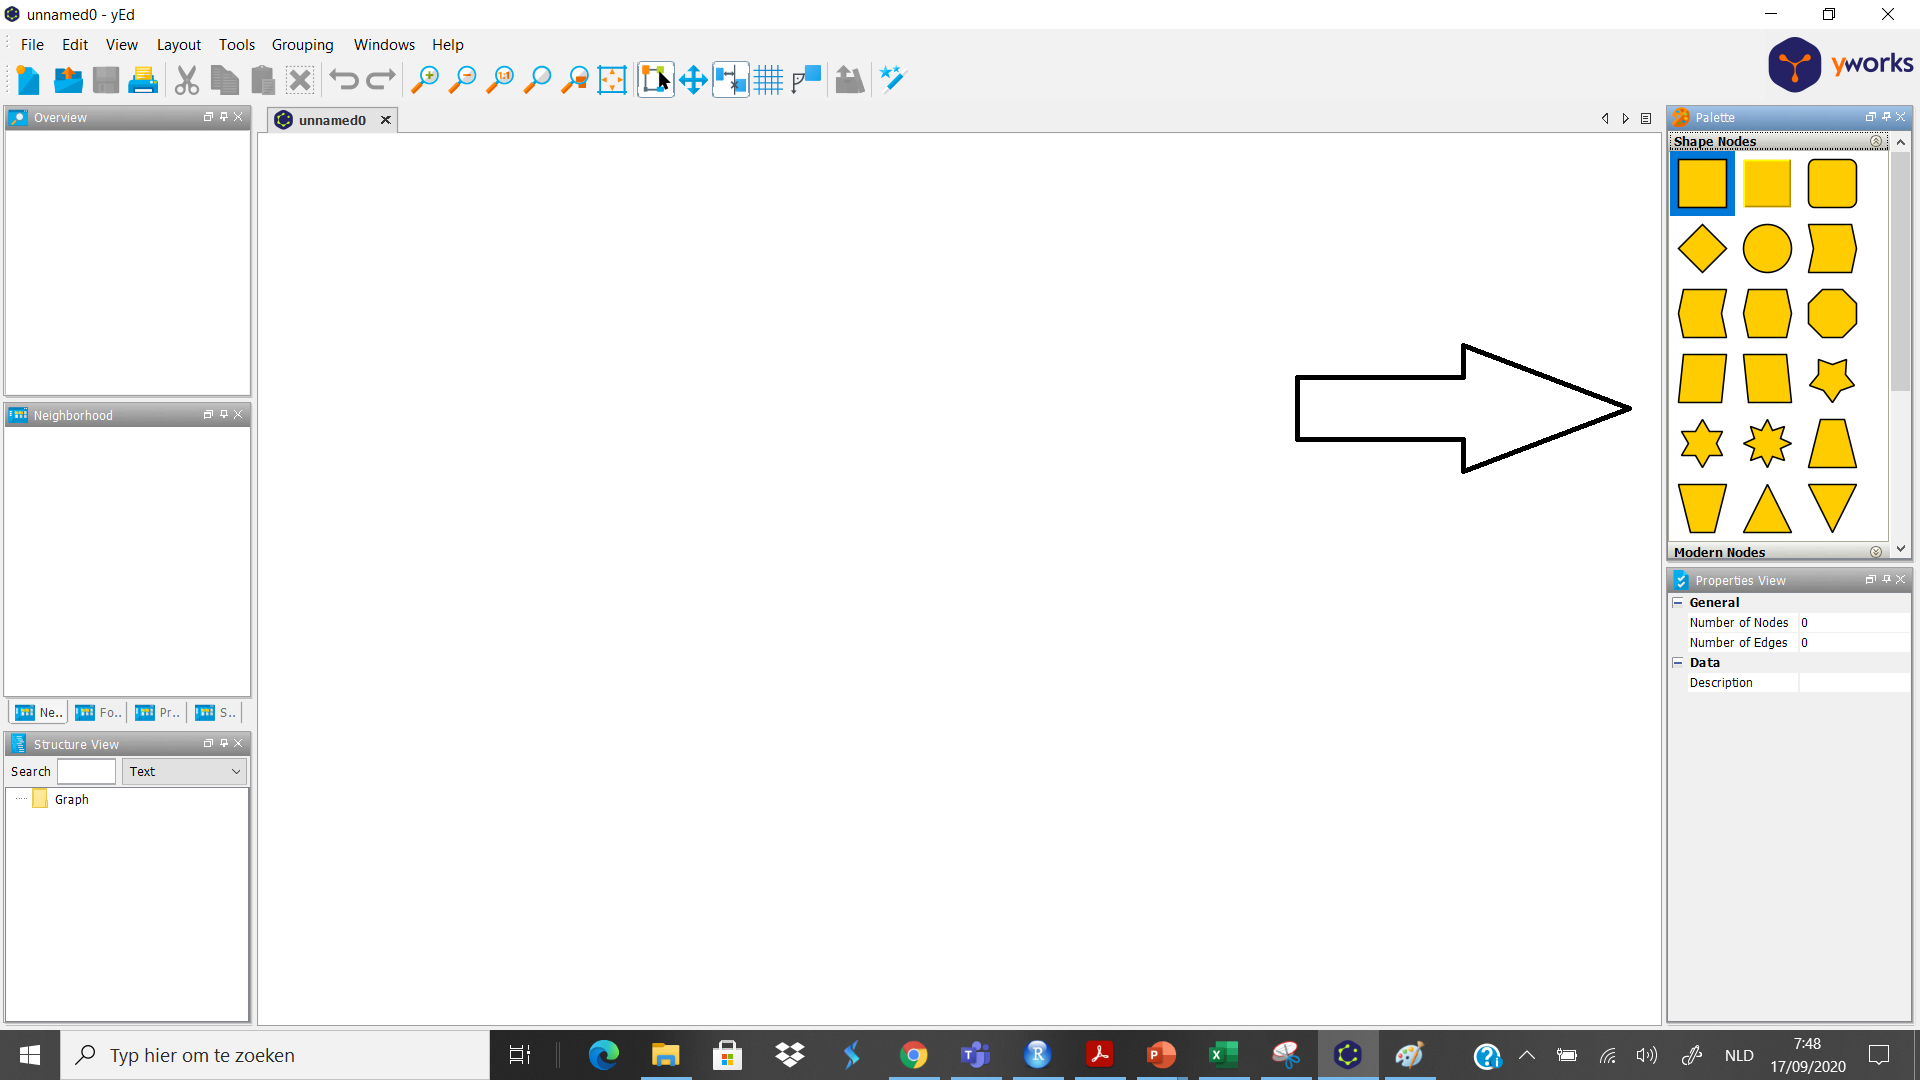 unnamed0 - yEd
File Edit View Layout Tools Grouping Windows Help
yworks
1:1
Overview
unnamed0
Palette
Shape Nodes
Neighborhood
Modern Nodes
Properties View
General
Number of Nodes 0
Number of Edges 0
Data
Description
Ne.. Fo.. Pr.. S..
Structure View
Search Text
Graph
Typ hier om te zoeken
NLD
7:48
17/09/2020